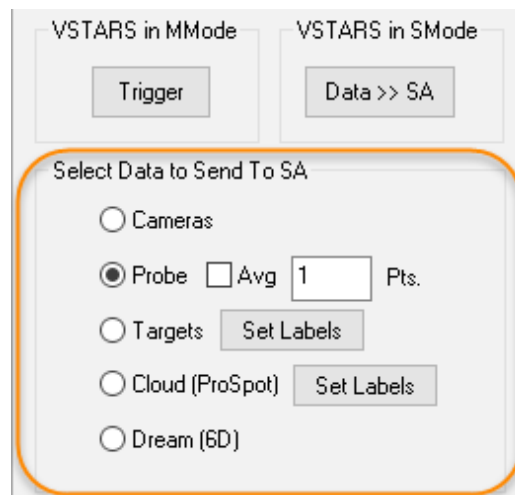 VSTARS in MMode
VSTARS in SMode
Trigger
Data >> SA
Select Data to Send To SA
Cameras
Probe Avg 1 Pts.
Targets Set Labels
Cloud (ProSpot) Set Labels
Dream (6D)